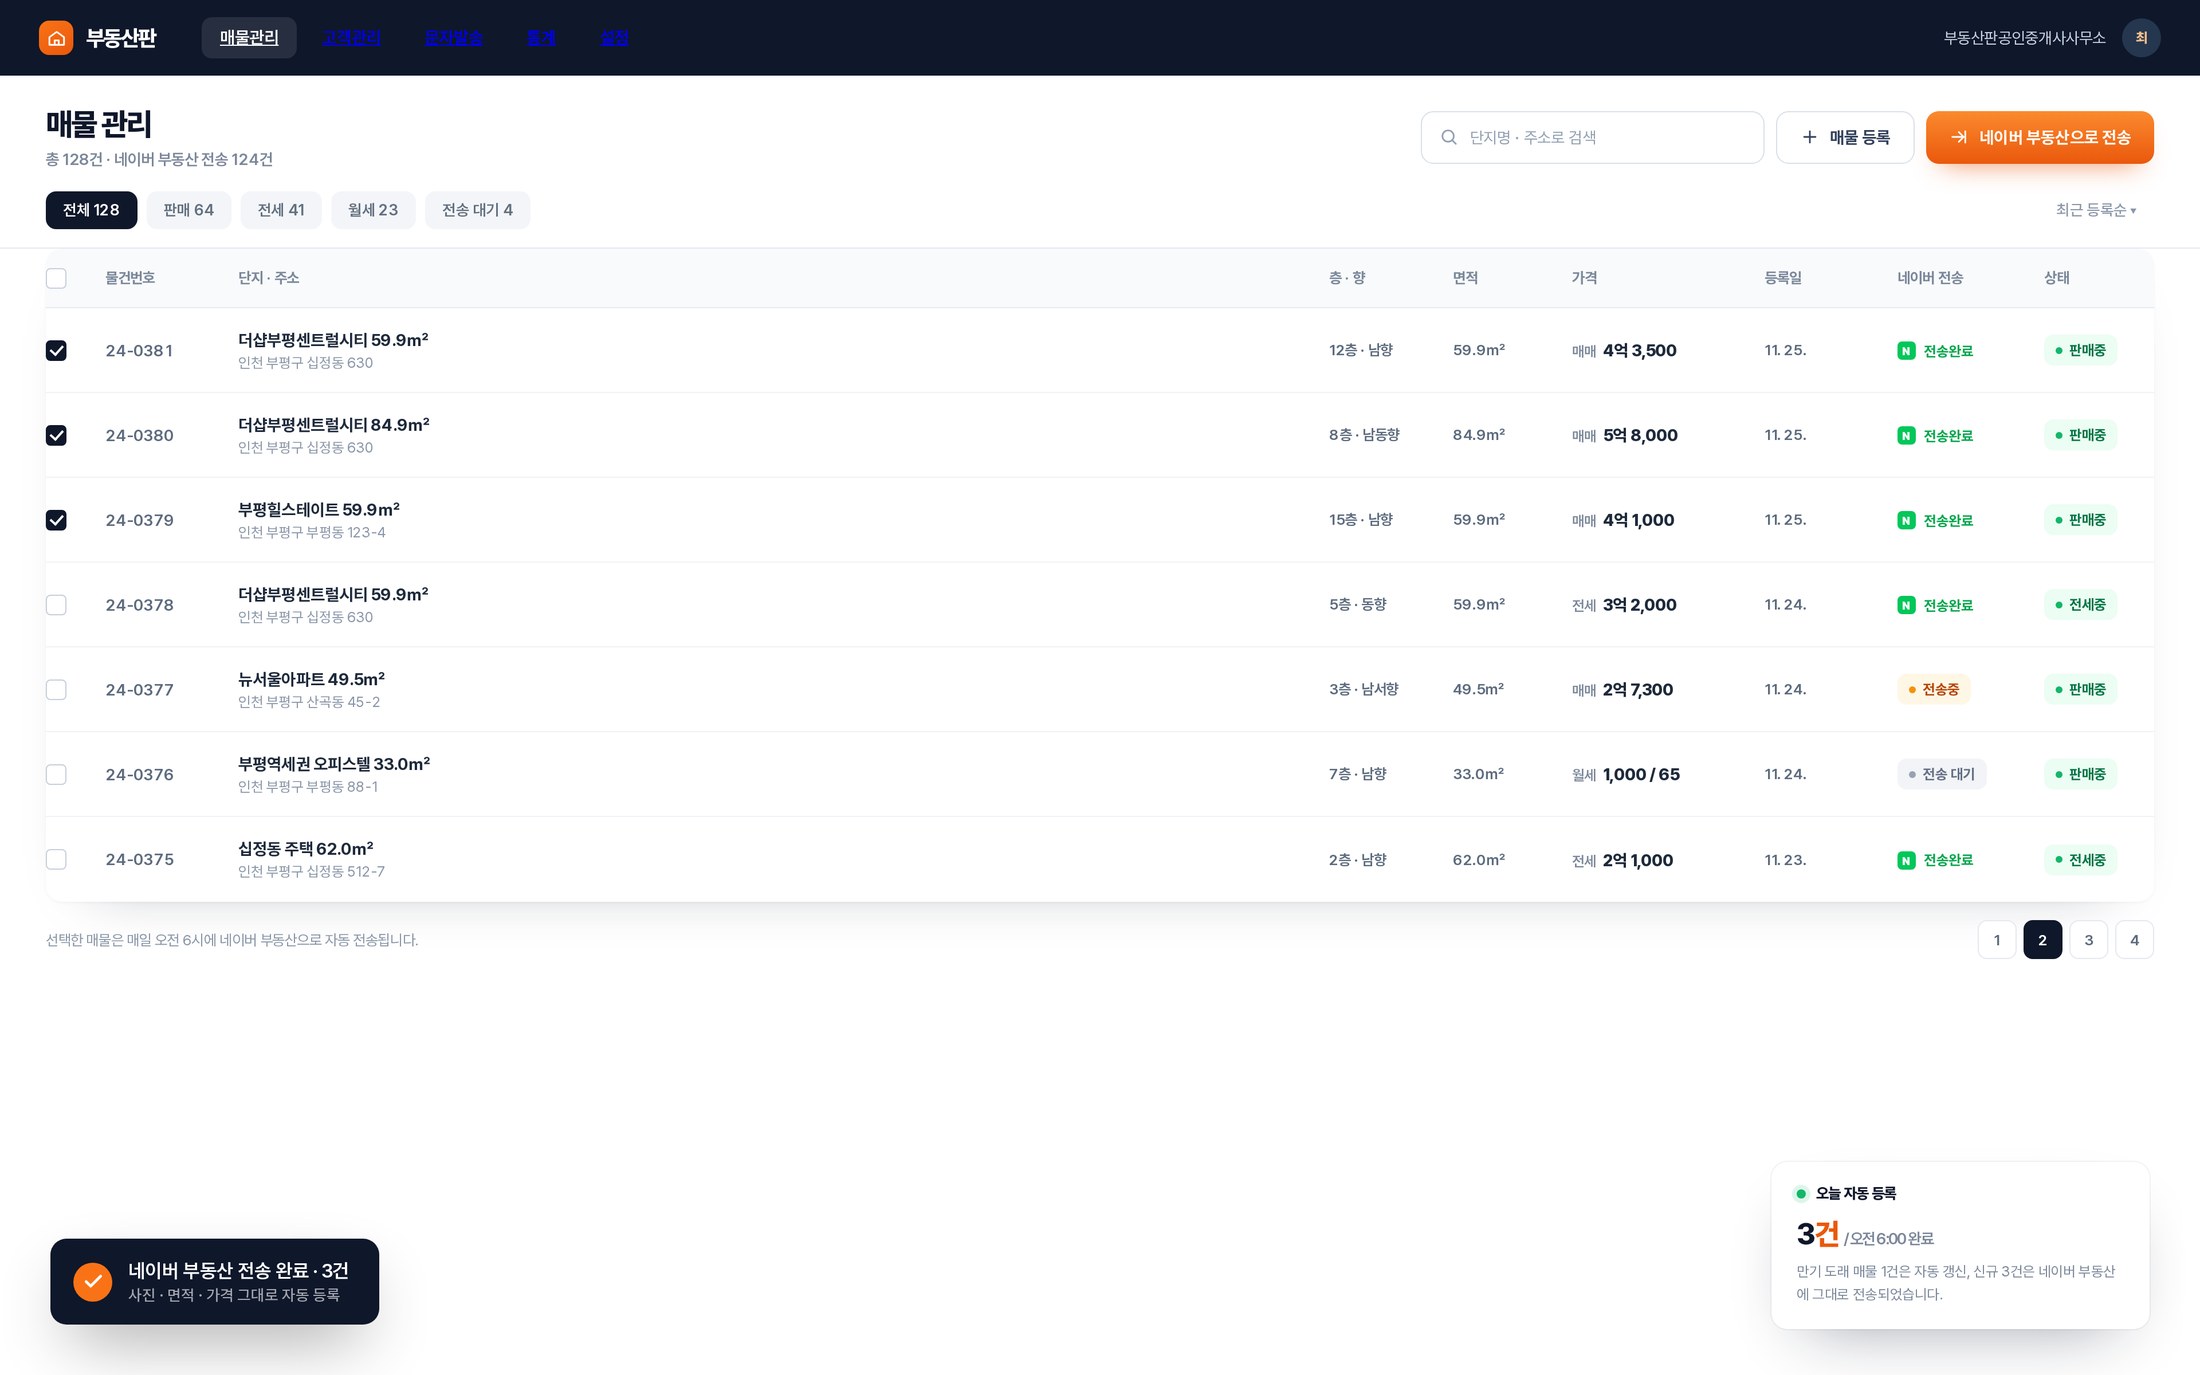 부동산판 매물관리 고객관리 문자발송 통계 설정 부동산판공인중개사사무소 최
매물 관리
총 128건 · 네이버 부동산 전송 124건
단지명 · 주소로 검색
매물 등록
네이버 부동산으로 전송
전체 128 판매 64 전세 41 월세 23 전송 대기 4 최근 등록순 ▾
물건번호 단지 · 주소 층 · 향 면적 가격 등록일 네이버 전송 상태
24-0381 더샵부평센트럴시티 59.9m² 12층 · 남향 59.9m² 매매 4억 3,500 11. 25. N 전송완료 판매중
인천 부평구 십정동 630
24-0380 더샵부평센트럴시티 84.9m² 8층 · 남동향 84.9m² 매매 5억 8,000 11. 25. N 전송완료 판매중
인천 부평구 십정동 630
24-0379 부평힐스테이트 59.9m² 15층 · 남향 59.9m² 매매 4억 1,000 11. 25. N 전송완료 판매중
인천 부평구 부평동 123-4
24-0378 더샵부평센트럴시티 59.9m² 5층 · 동향 59.9m² 전세 3억 2,000 11. 24. N 전송완료 전세중
인천 부평구 십정동 630
24-0377 뉴서울아파트 49.5m² 3층 · 남서향 49.5m² 매매 2억 7,300 11. 24. 전송중 판매중
인천 부평구 산곡동 45-2
24-0376 부평역세권 오피스텔 33.0m² 7층 · 남향 33.0m² 월세 1,000 / 65 11. 24. 전송 대기 판매중
인천 부평구 부평동 88-1
24-0375 십정동 주택 62.0m² 2층 · 남향 62.0m² 전세 2억 1,000 11. 23. N 전송완료 전세중
인천 부평구 십정동 512-7
선택한 매물은 매일 오전 6시에 네이버 부동산으로 자동 전송됩니다. 1 2 3 4
오늘 자동 등록
3건 / 오전 6:00 완료
만기 도래 매물 1건은 자동 갱신, 신규 3건은 네이버 부동산
에 그대로 전송되었습니다.
네이버 부동산 전송 완료 · 3건
사진 · 면적 · 가격 그대로 자동 등록